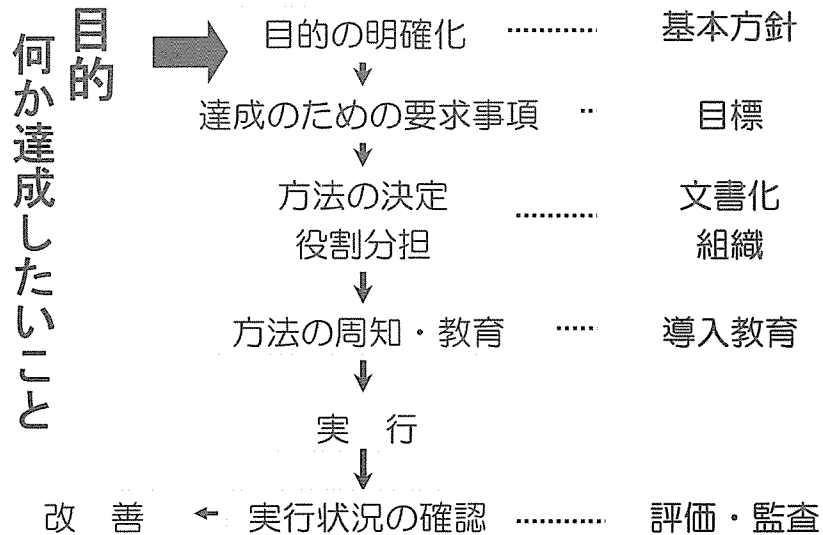 目的
何か達成したいこと
目的の明確化 基本方針
達成のための要求事項 目標
方法の決定 文書化
役割分担 組織
方法の周知・教育 導入教育
実 行
改 善 実行状況の確認 評価・監査